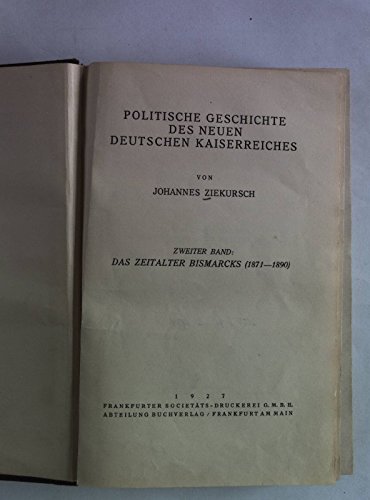 POLITISCHE GESCHICHTE
DES NEUEN
DEUTSCHEN KAISERREICHES
VON
JOHANNES ZIEKURSCH
ZWEITER BAND:
DAS ZEITALTER BISMARCKS (1871—1890)
1927
FRANKFURTER SOCIETÄTS-DRUCKEREI G.M.B.H.
ABTEILUNG BUCHVERLAG / FRANKFURT AM MAIN